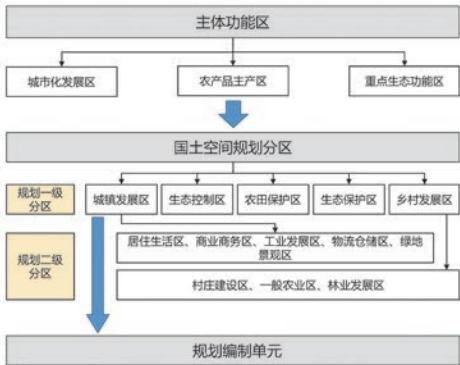 主体功能区
城市化发展区
农产品主产区
重点生态功能区
国土空间规划分区
规划一级
分区
城镇发展区
生态控制区
农田保护区
生态保护区
乡村发展区
规划二级
分区
居住生活区、商业商务区、工业发展区、物流仓储区、绿地
景观区
村庄建设区、一般农业区、林业发展区
规划编制单元